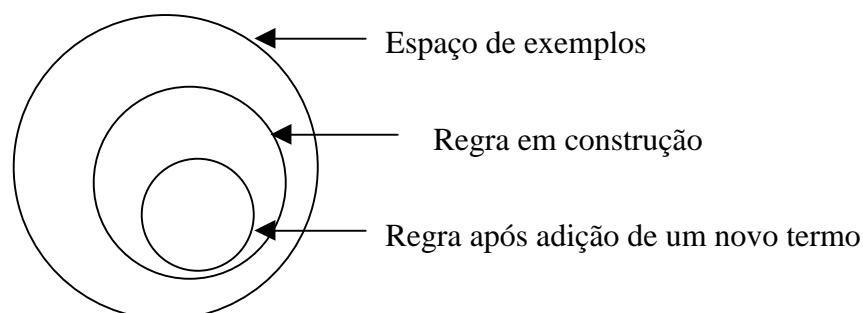 Espaço de exemplos
Regra em construção
Regra após adição de um novo termo